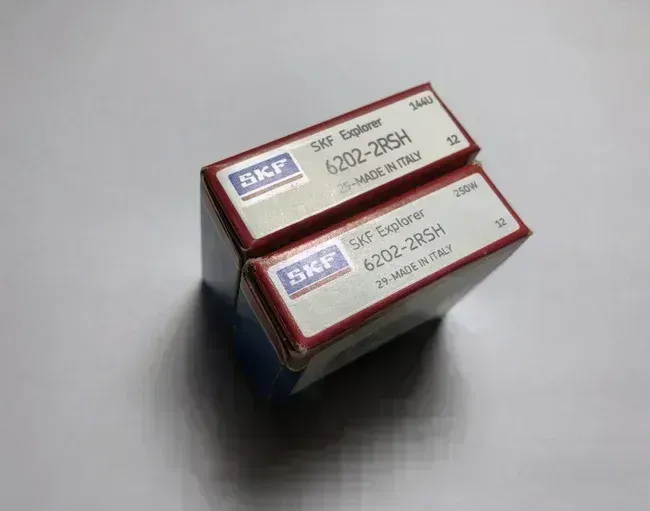 144U
SKF Explorer
6202-2RSH
12
SKF
29-MADE IN ITALY
250W
SKF Explorer
6202-2RSH
12
SKF
29-MADE IN ITALY